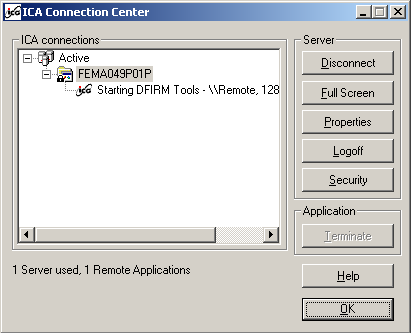 ICA Connection Center
ICA connections
Active
FEMA049P01P
ica Starting DFIRM Tools - \\Remote, 128
Server
Disconnect
Full Screen
Properties
Logoff
Security
Application
Terminate
1 Server used, 1 Remote Applications
Help
OK